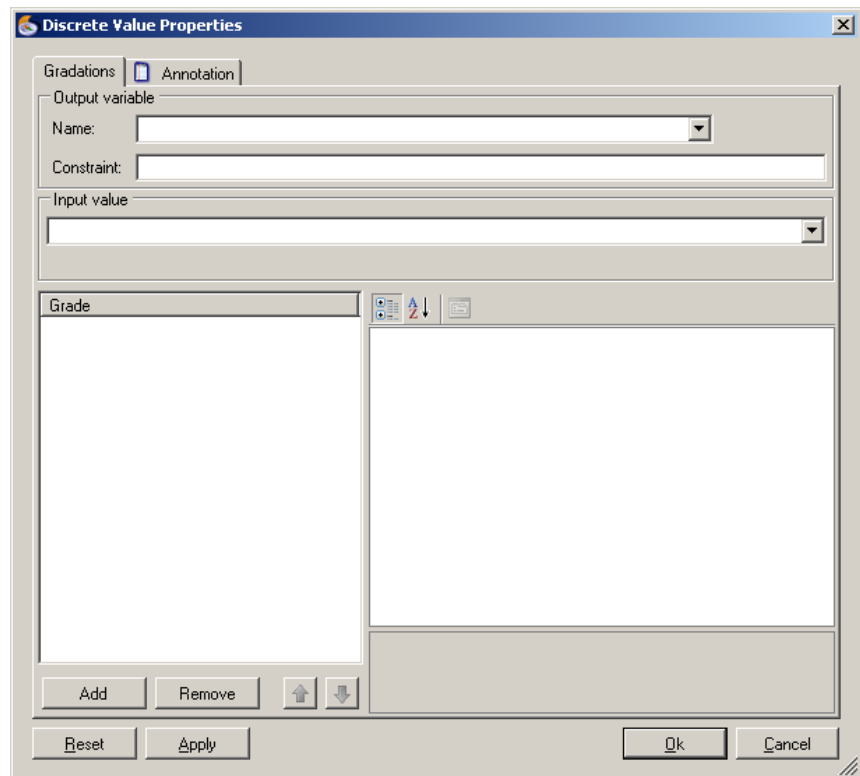 Discrete Value Properties
Gradations Annotation
Output variable
Name:
Constraint:
Input value
Grade
A
Z
Add Remove
Reset Apply Ok Cancel